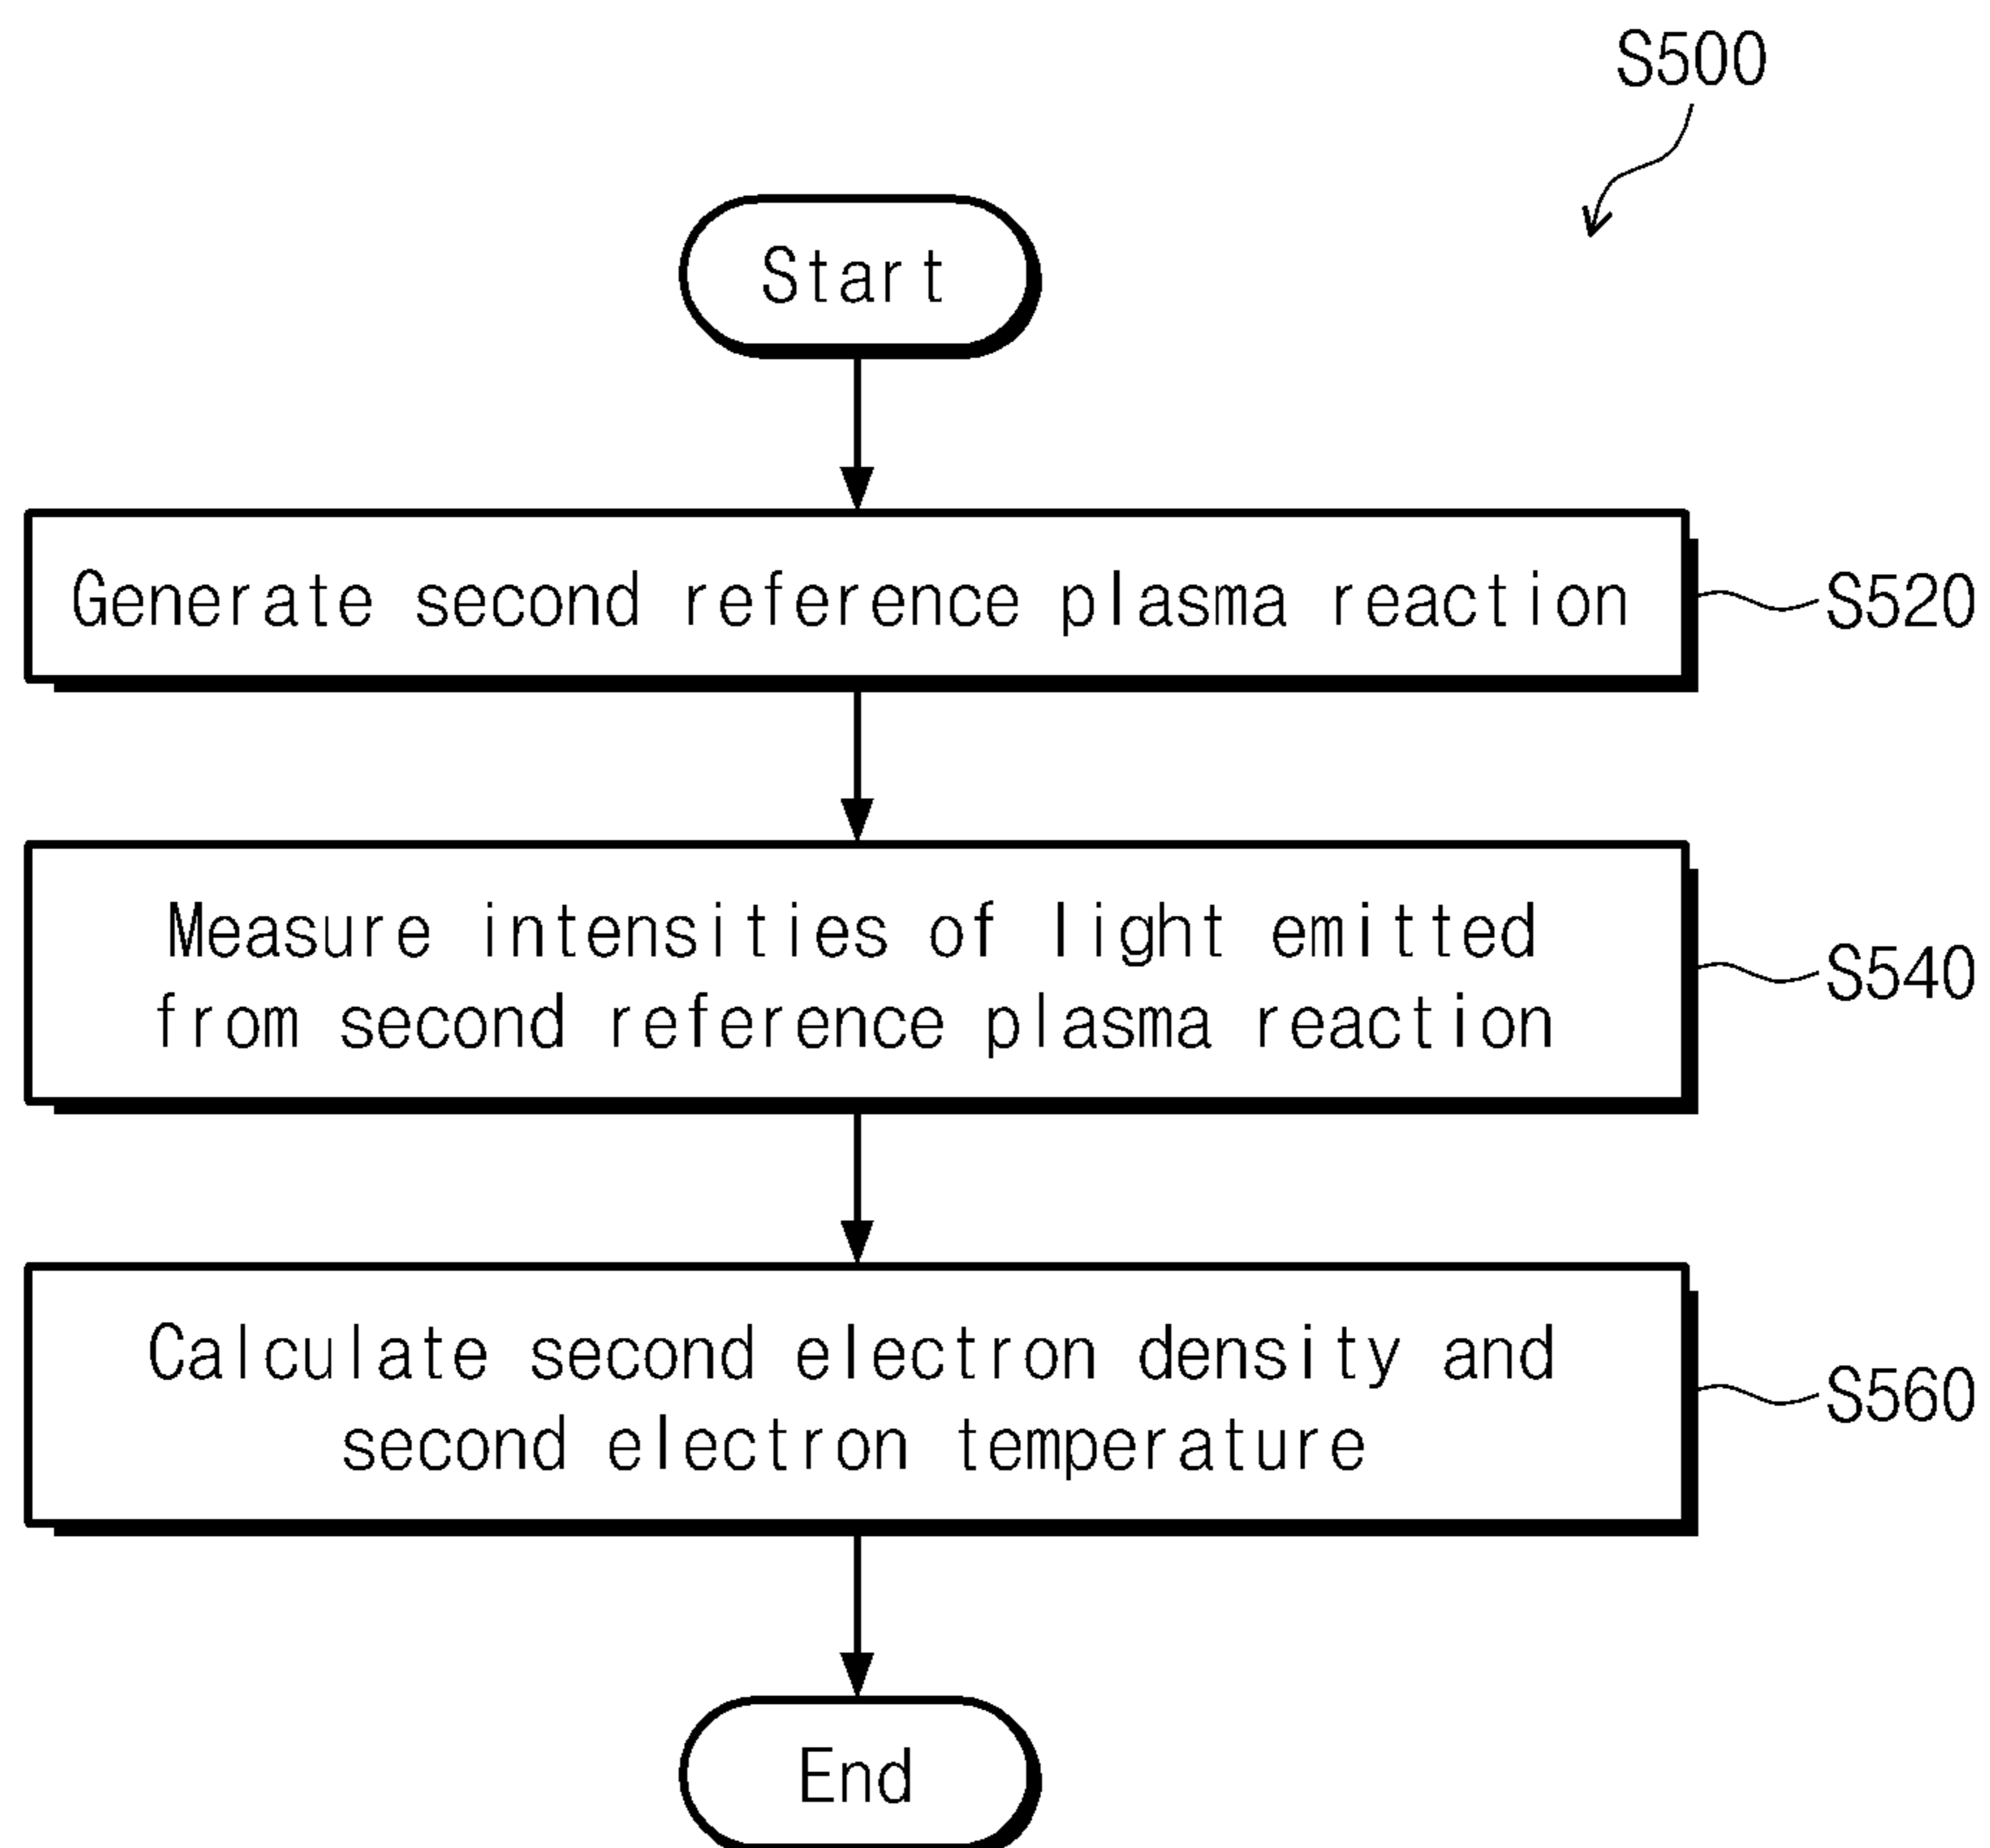 S500
Start
Generate second reference plasma reaction
S520
Measure intensities of light emitted
from second reference plasma reaction
S540
Calculate second electron density and
second electron temperature
S560
End